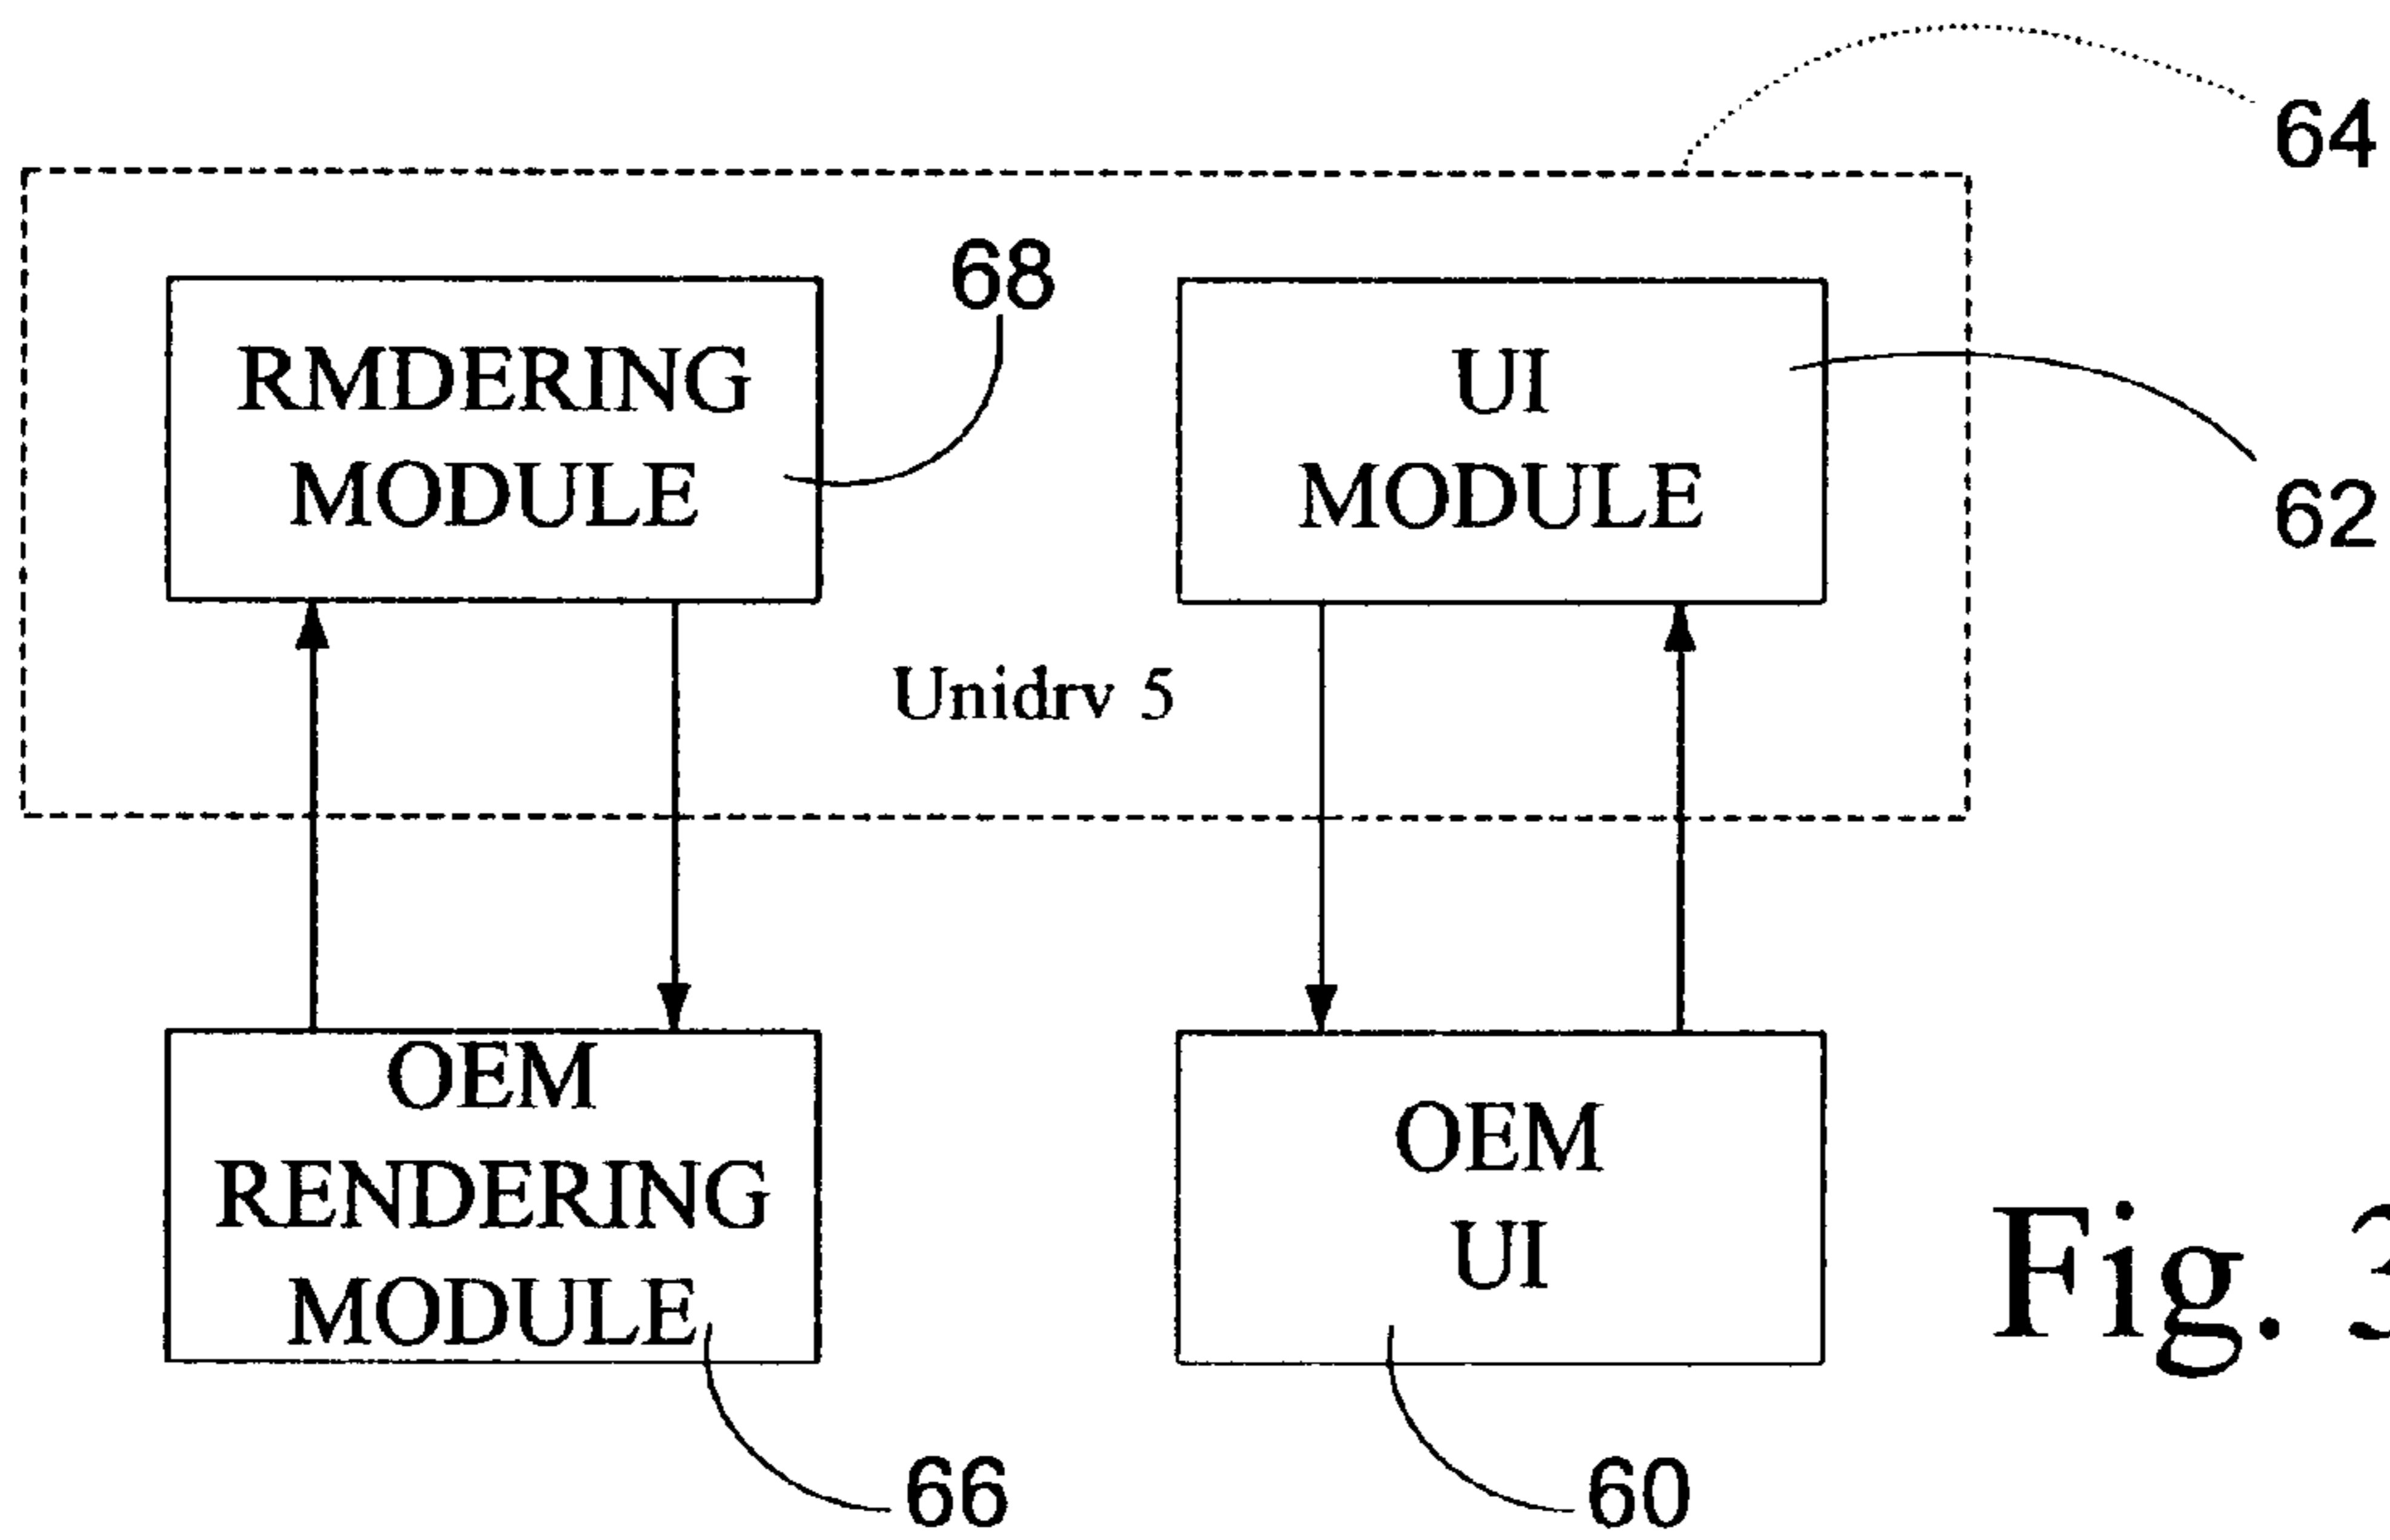 64
68
RMDERING
MODULE
UI
MODULE
62
Unidrv 5
OEM
RENDERING
MODULE
OEM
UI
Fig. 3
66
60